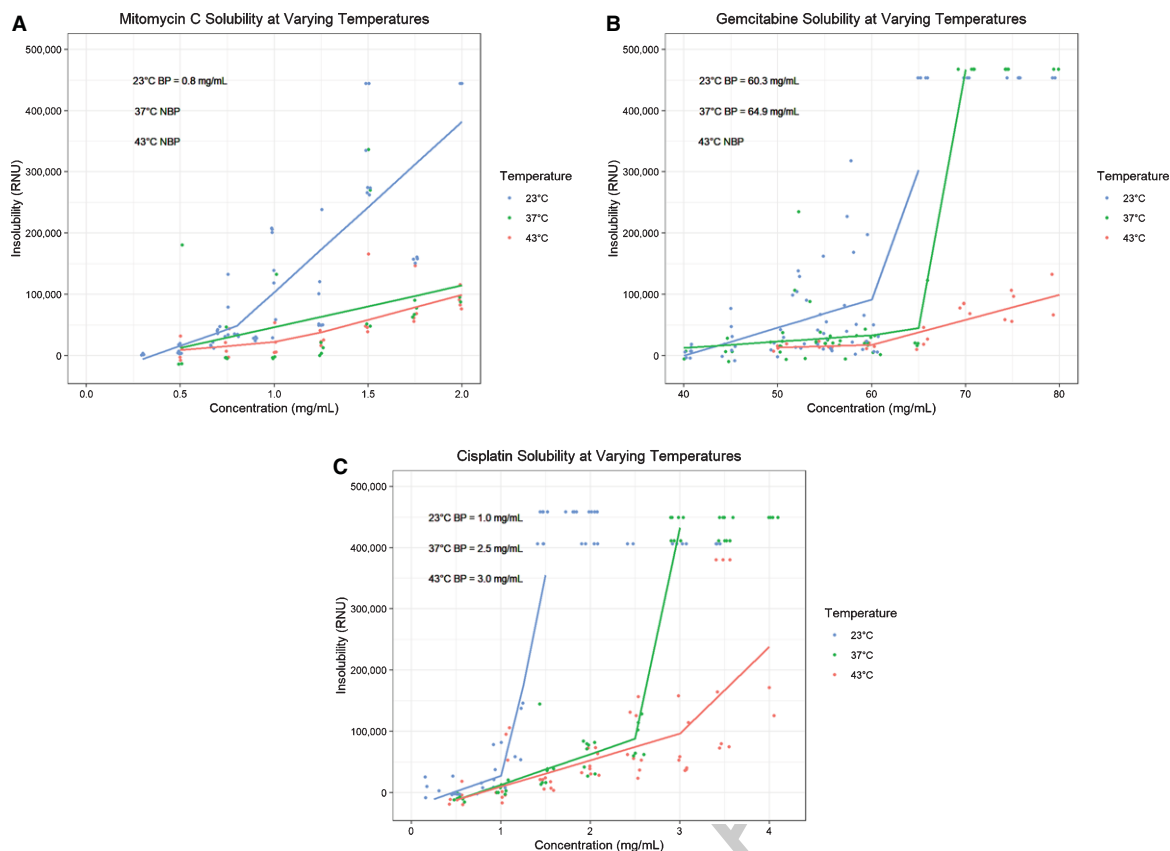 A
Mitomycin C Solubility at Varying Temperatures
500,000
400,000
300,000
200,000
100,000
0
Insolubility (RNU)
23°C BP = 0.8 mg/mL
37°C NBP
43°C NBP
0.0 0.5 1.0 1.5 2.0
Concentration (mg/mL)
Temperature
23°C
37°C
43°C
B
Gemcitabine Solubility at Varying Temperatures
500,000
400,000
300,000
200,000
100,000
0
Insolubility (RNU)
23°C BP = 60.3 mg/mL
37°C BP = 64.9 mg/mL
43°C NBP
40 50 60 70 80
Concentration (mg/mL)
Temperature
23°C
37°C
43°C
C
Cisplatin Solubility at Varying Temperatures
500,000
400,000
300,000
200,000
100,000
0
Insolubility (RNU)
23°C BP = 1.0 mg/mL
37°C BP = 2.5 mg/mL
43°C BP = 3.0 mg/mL
0 1 2 3 4
Concentration (mg/mL)
Temperature
23°C
37°C
43°C